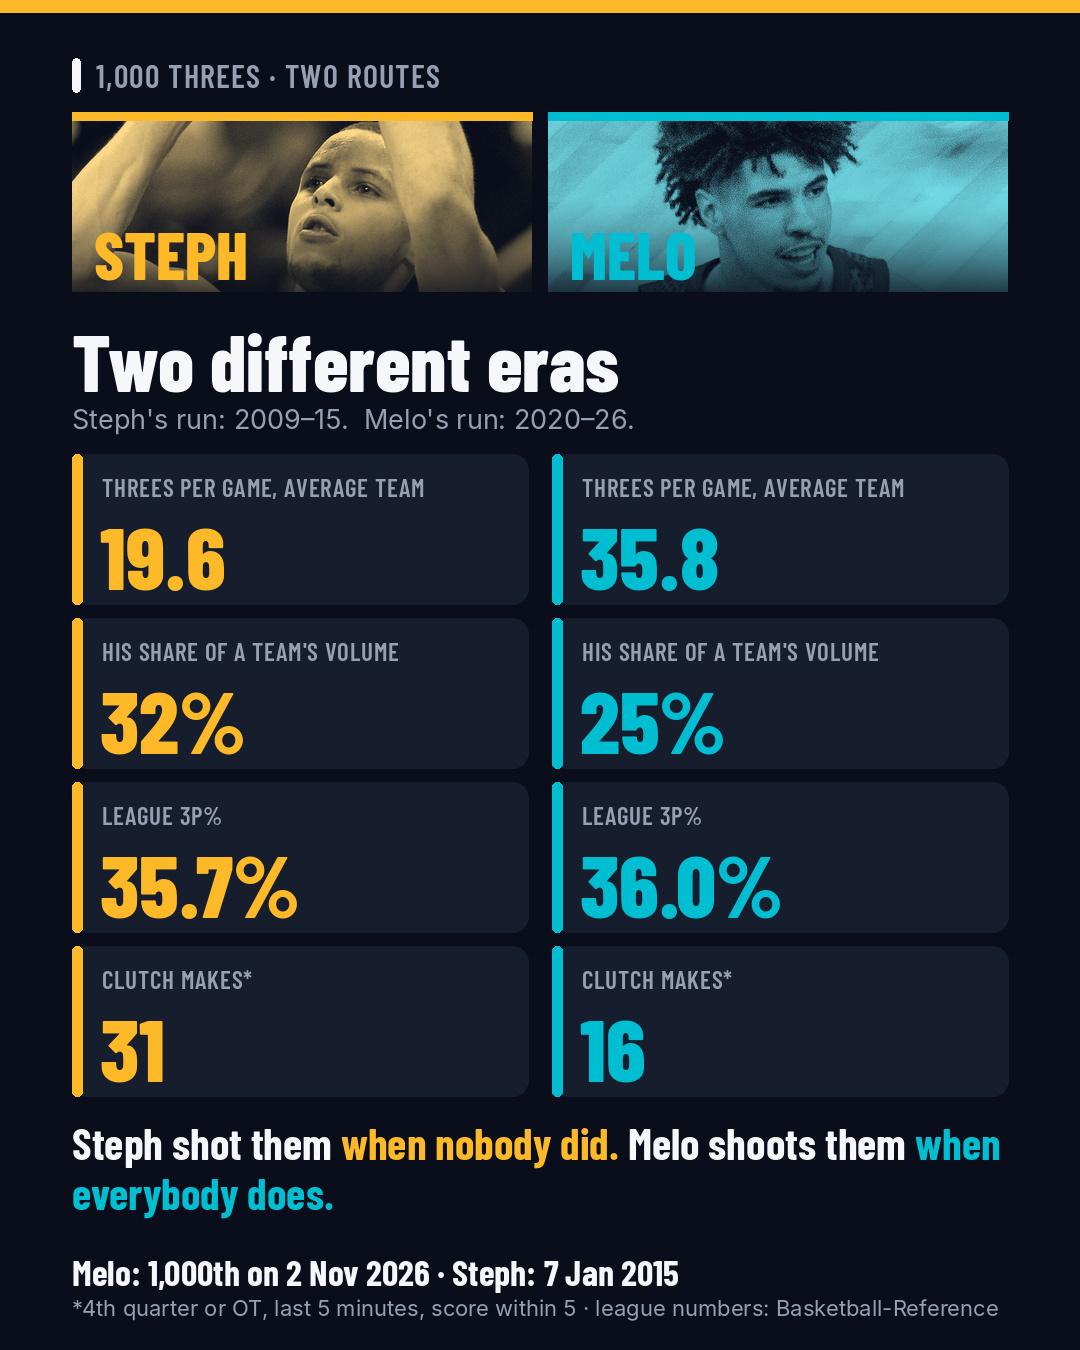 1,000 THREES · TWO ROUTES
STEPH
MELO
Two different eras
Steph's run: 2009–15. Melo's run: 2020–26.
THREES PER GAME, AVERAGE TEAM
19.6
THREES PER GAME, AVERAGE TEAM
35.8
HIS SHARE OF A TEAM'S VOLUME
32%
HIS SHARE OF A TEAM'S VOLUME
25%
LEAGUE 3P%
35.7%
LEAGUE 3P%
36.0%
CLUTCH MAKES*
31
CLUTCH MAKES*
16
Steph shot them when nobody did. Melo shoots them when
everybody does.
Melo: 1,000th on 2 Nov 2026 · Steph: 7 Jan 2015
*4th quarter or OT, last 5 minutes, score within 5 · league numbers: Basketball-Reference